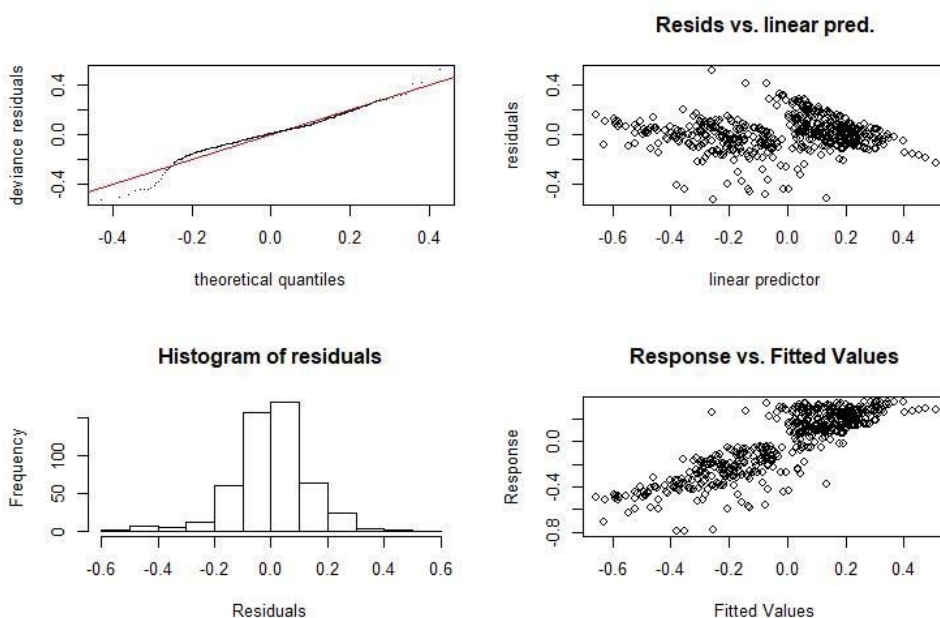 Resids vs. linear pred.
deviance residuals
-0.4 0.0 0.4
-0.4 -0.2 0.0 0.2 0.4
theoretical quantiles
residuals
-0.4 0.0 0.4
-0.6 -0.4 -0.2 0.0 0.2 0.4
linear predictor
Histogram of residuals
Frequency
0 50 100
-0.6 -0.4 -0.2 0.0 0.2 0.4 0.6
Residuals
Response vs. Fitted Values
Response
-0.8 -0.4 0.0
-0.6 -0.4 -0.2 0.0 0.2 0.4
Fitted Values